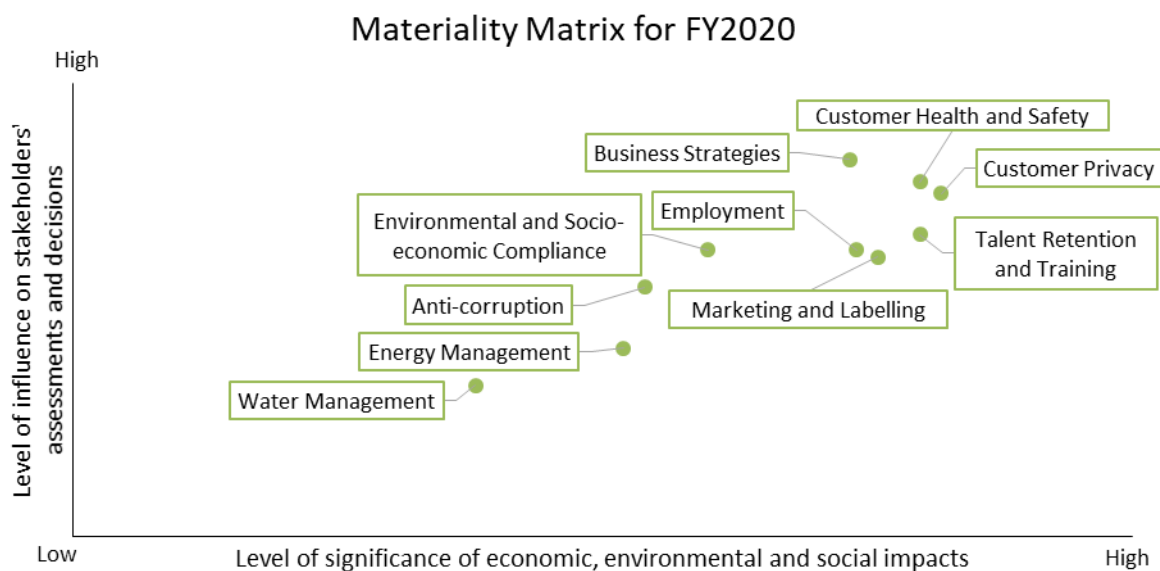 Materiality Matrix for FY2020
High
Level of influence on stakeholders'
assessments and decisions
Customer Health and Safety
Business Strategies
Customer Privacy
Employment
Environmental and Socio-
economic Compliance
Talent Retention
and Training
Anti-corruption
Marketing and Labelling
Energy Management
Water Management
Low
Level of significance of economic, environmental and social impacts
High